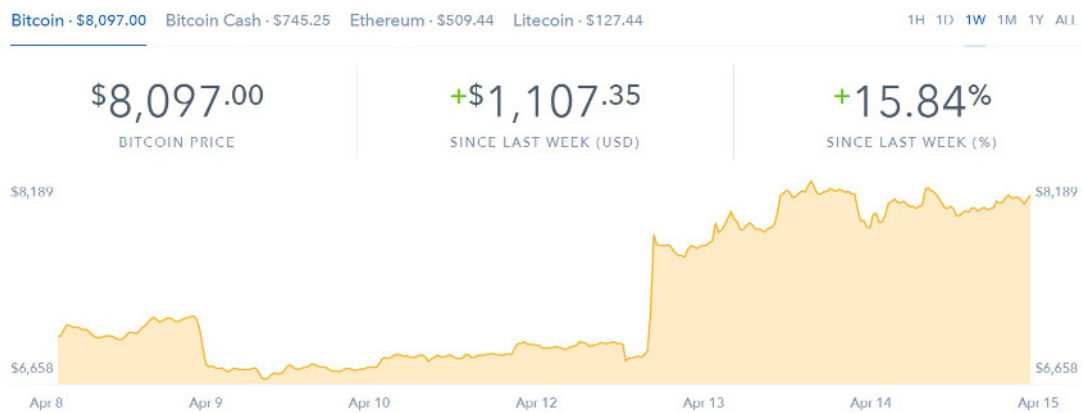 Bitcoin · $8,097.00 Bitcoin Cash · $745.25 Ethereum · $509.44 Litecoin · $127.44 1H 1D 1W 1M 1Y ALL
$8,097.00 +$1,107.35 +15.84%
BITCOIN PRICE SINCE LAST WEEK (USD) SINCE LAST WEEK (%)
$8,189 $8,189
$6,658 $6,658
Apr 8 Apr 9 Apr 10 Apr 12 Apr 13 Apr 14 Apr 15